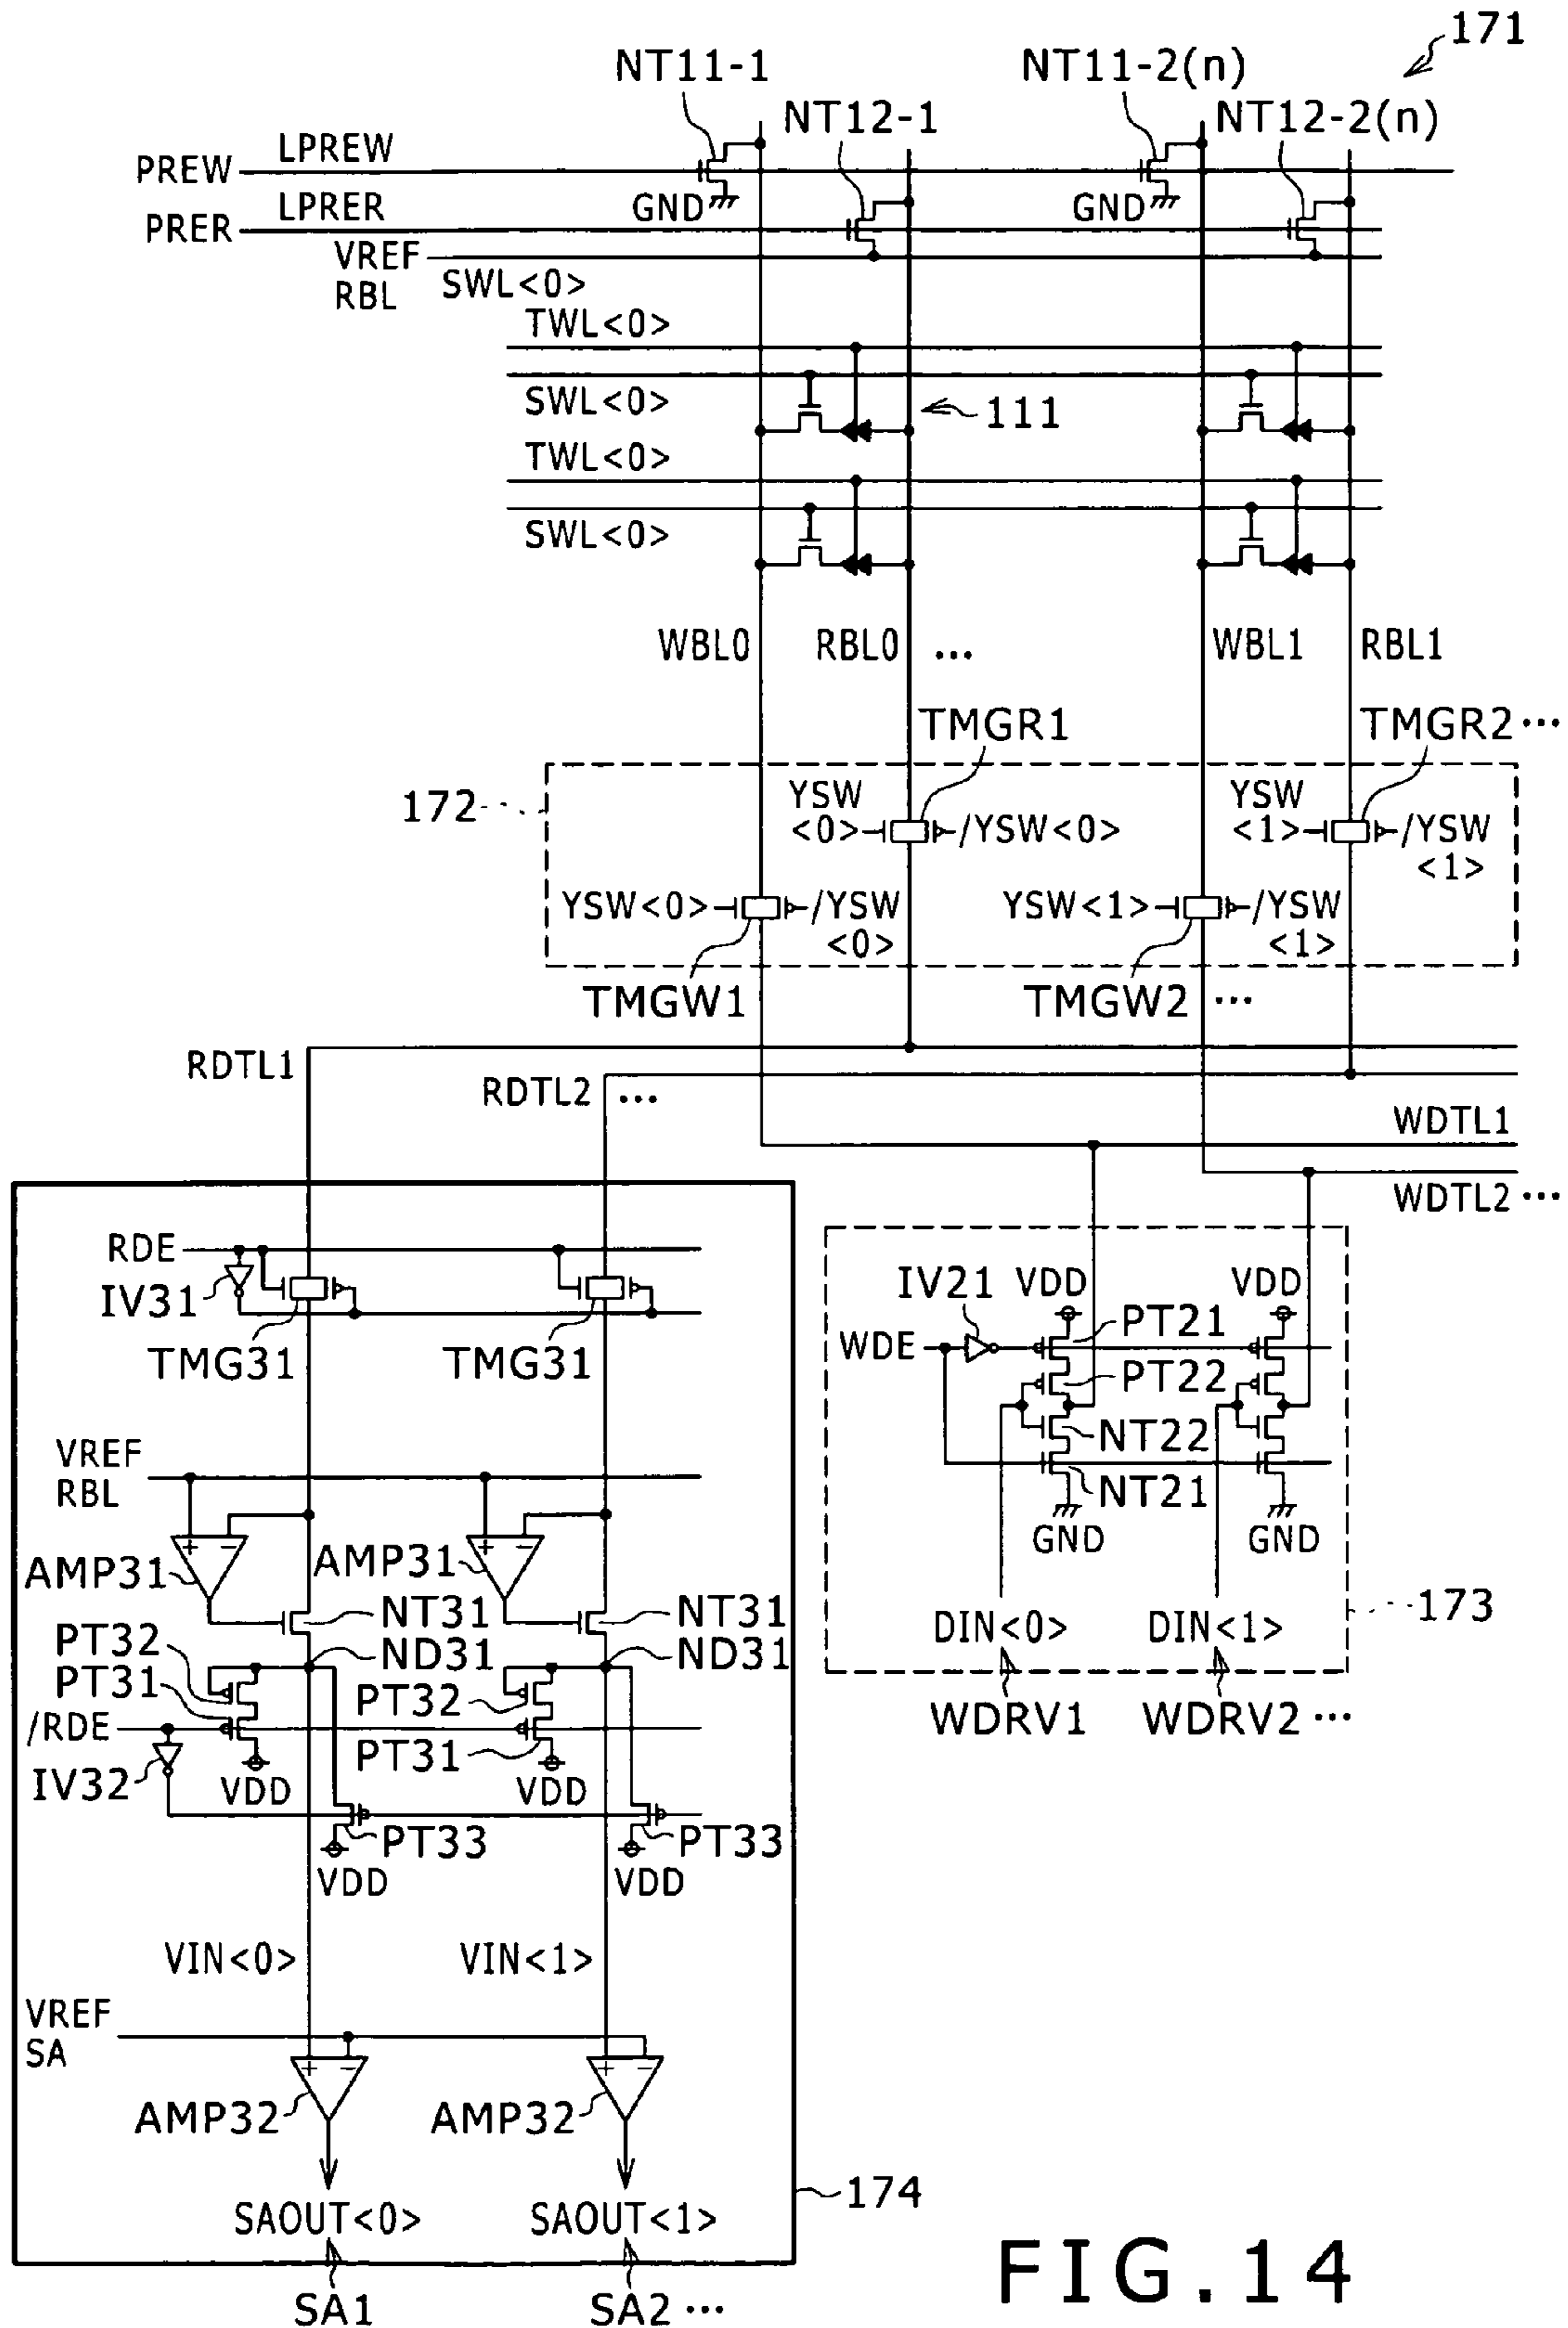 171
NT11-1
NT11-2(n)
NT12-1
NT12-2(n)
LPREW
PREW
GND
GND
LPRER
PRER
VREF
RBL
SWL<0>
TWL<0>
SWL<0>
111
TWL<0>
SWL<0>
WBL0
RBL0
...
WBL1
RBL1
TMGR1
TMGR2 ...
172
YSW
<0>
/YSW<0>
YSW
<1>
/YSW
<1>
YSW<0>
/YSW
<0>
YSW<1>
/YSW
<1>
TMGW1
TMGW2 ...
RDTL1
RDTL2 ...
WDTL1
WDTL2 ...
RDE
IV31
TMG31
TMG31
VREF
RBL
+ −
+ −
AMP31
AMP31
NT31
NT31
PT32
ND31
ND31
PT31
PT32
/RDE
PT31
IV32
VDD
VDD
PT33
PT33
VDD
VDD
VIN<0>
VIN<1>
VREF
SA
+ −
+ −
AMP32
AMP32
174
SAOUT<0>
SAOUT<1>
SA1
SA2 ...
IV21
VDD
VDD
WDE
PT21
PT22
NT22
NT21
GND
GND
DIN<0>
DIN<1>
173
WDRV1
WDRV2 ...
FIG.14